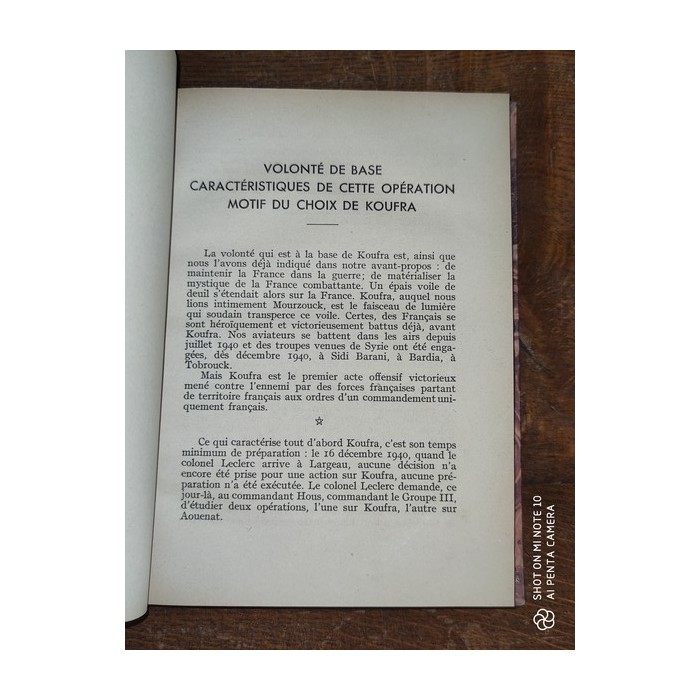 VOLONTÉ DE BASE
CARACTÉRISTIQUES DE CETTE OPÉRATION
MOTIF DU CHOIX DE KOUFRA
La volonté qui est à la base de Koufra est, ainsi que
nous l'avons déjà indiqué dans notre avant-propos : de
maintenir la France dans la guerre; de matérialiser la
mystique de la France combattante. Un épais voile de
deuil s'étendait alors sur la France. Koufra, auquel nous
lions intimement Mourzouck, est le faisceau de lumière
qui soudain transperce ce voile. Certes, des Français se
sont héroïquement et victorieusement battus déjà, avant
Koufra. Nos aviateurs se battent dans les airs depuis
juillet 1940 et des troupes venues de Syrie ont été enga-
gées, dés décembre 1940, à Sidi Barani, à Bardia, à
Tobrouck.
Mais Koufra est le premier acte offensif victorieux
mené contre l'ennemi par des forces françaises partant
de territoire français aux ordres d'un commandement uni-
quement français.
Ce qui caractérise tout d'abord Koufra, c'est son temps
minimum de préparation : le 16 décembre 1940, quand le
colonel Leclerc arrive à Largeau, aucune décision n'a
encore été prise pour une action sur Koufra, aucune pré-
paration n'a été exécutée. Le colonel Leclerc demande, ce
jour-là, au commandant Hous, commandant le Groupe III,
d'étudier deux opérations, l'une sur Koufra, l'autre sur
Aouenat.
SHOT ON MI NOTE 10
AI PENTA CAMERA